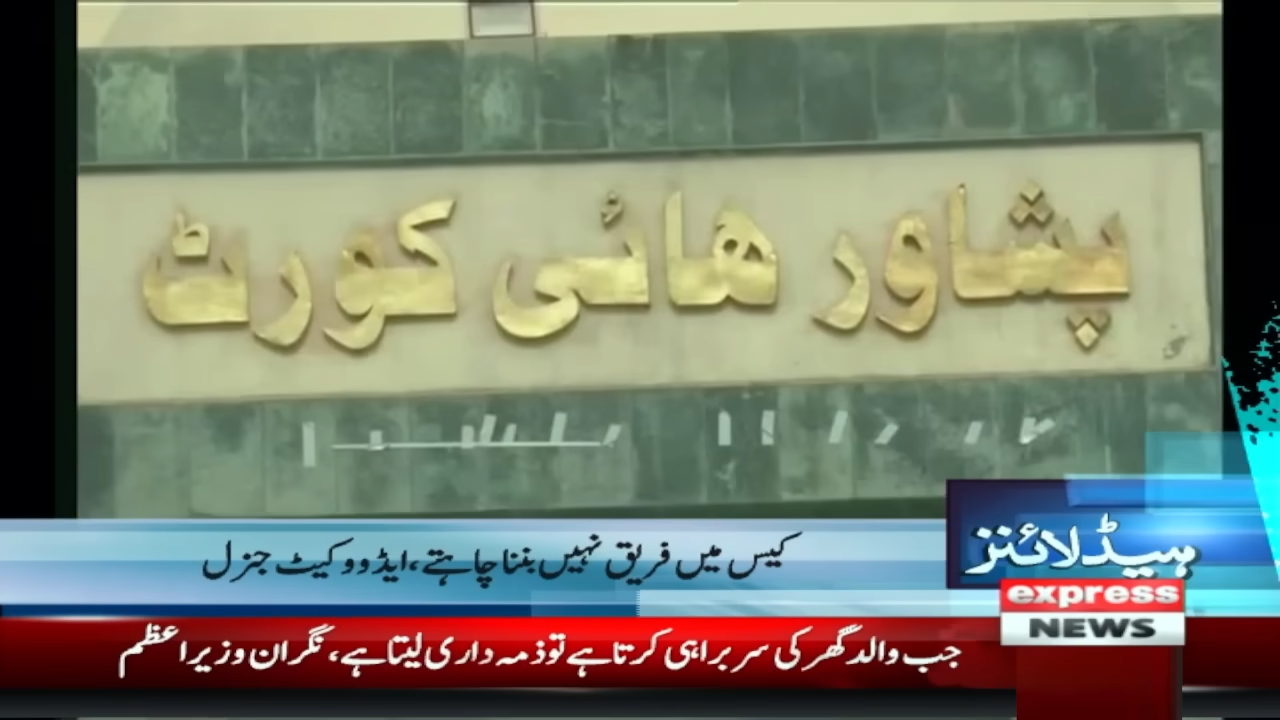 پشاور ھائی کورٹ
ہیڈلائنز
کیس میں فریق نہیں بننا چاہتے، ایڈووکیٹ جنرل
express
NEWS
جب والد گھر کی سربراہی کرتا ہے تو ذمہ داری لیتا ہے، نگران وزیراعظم